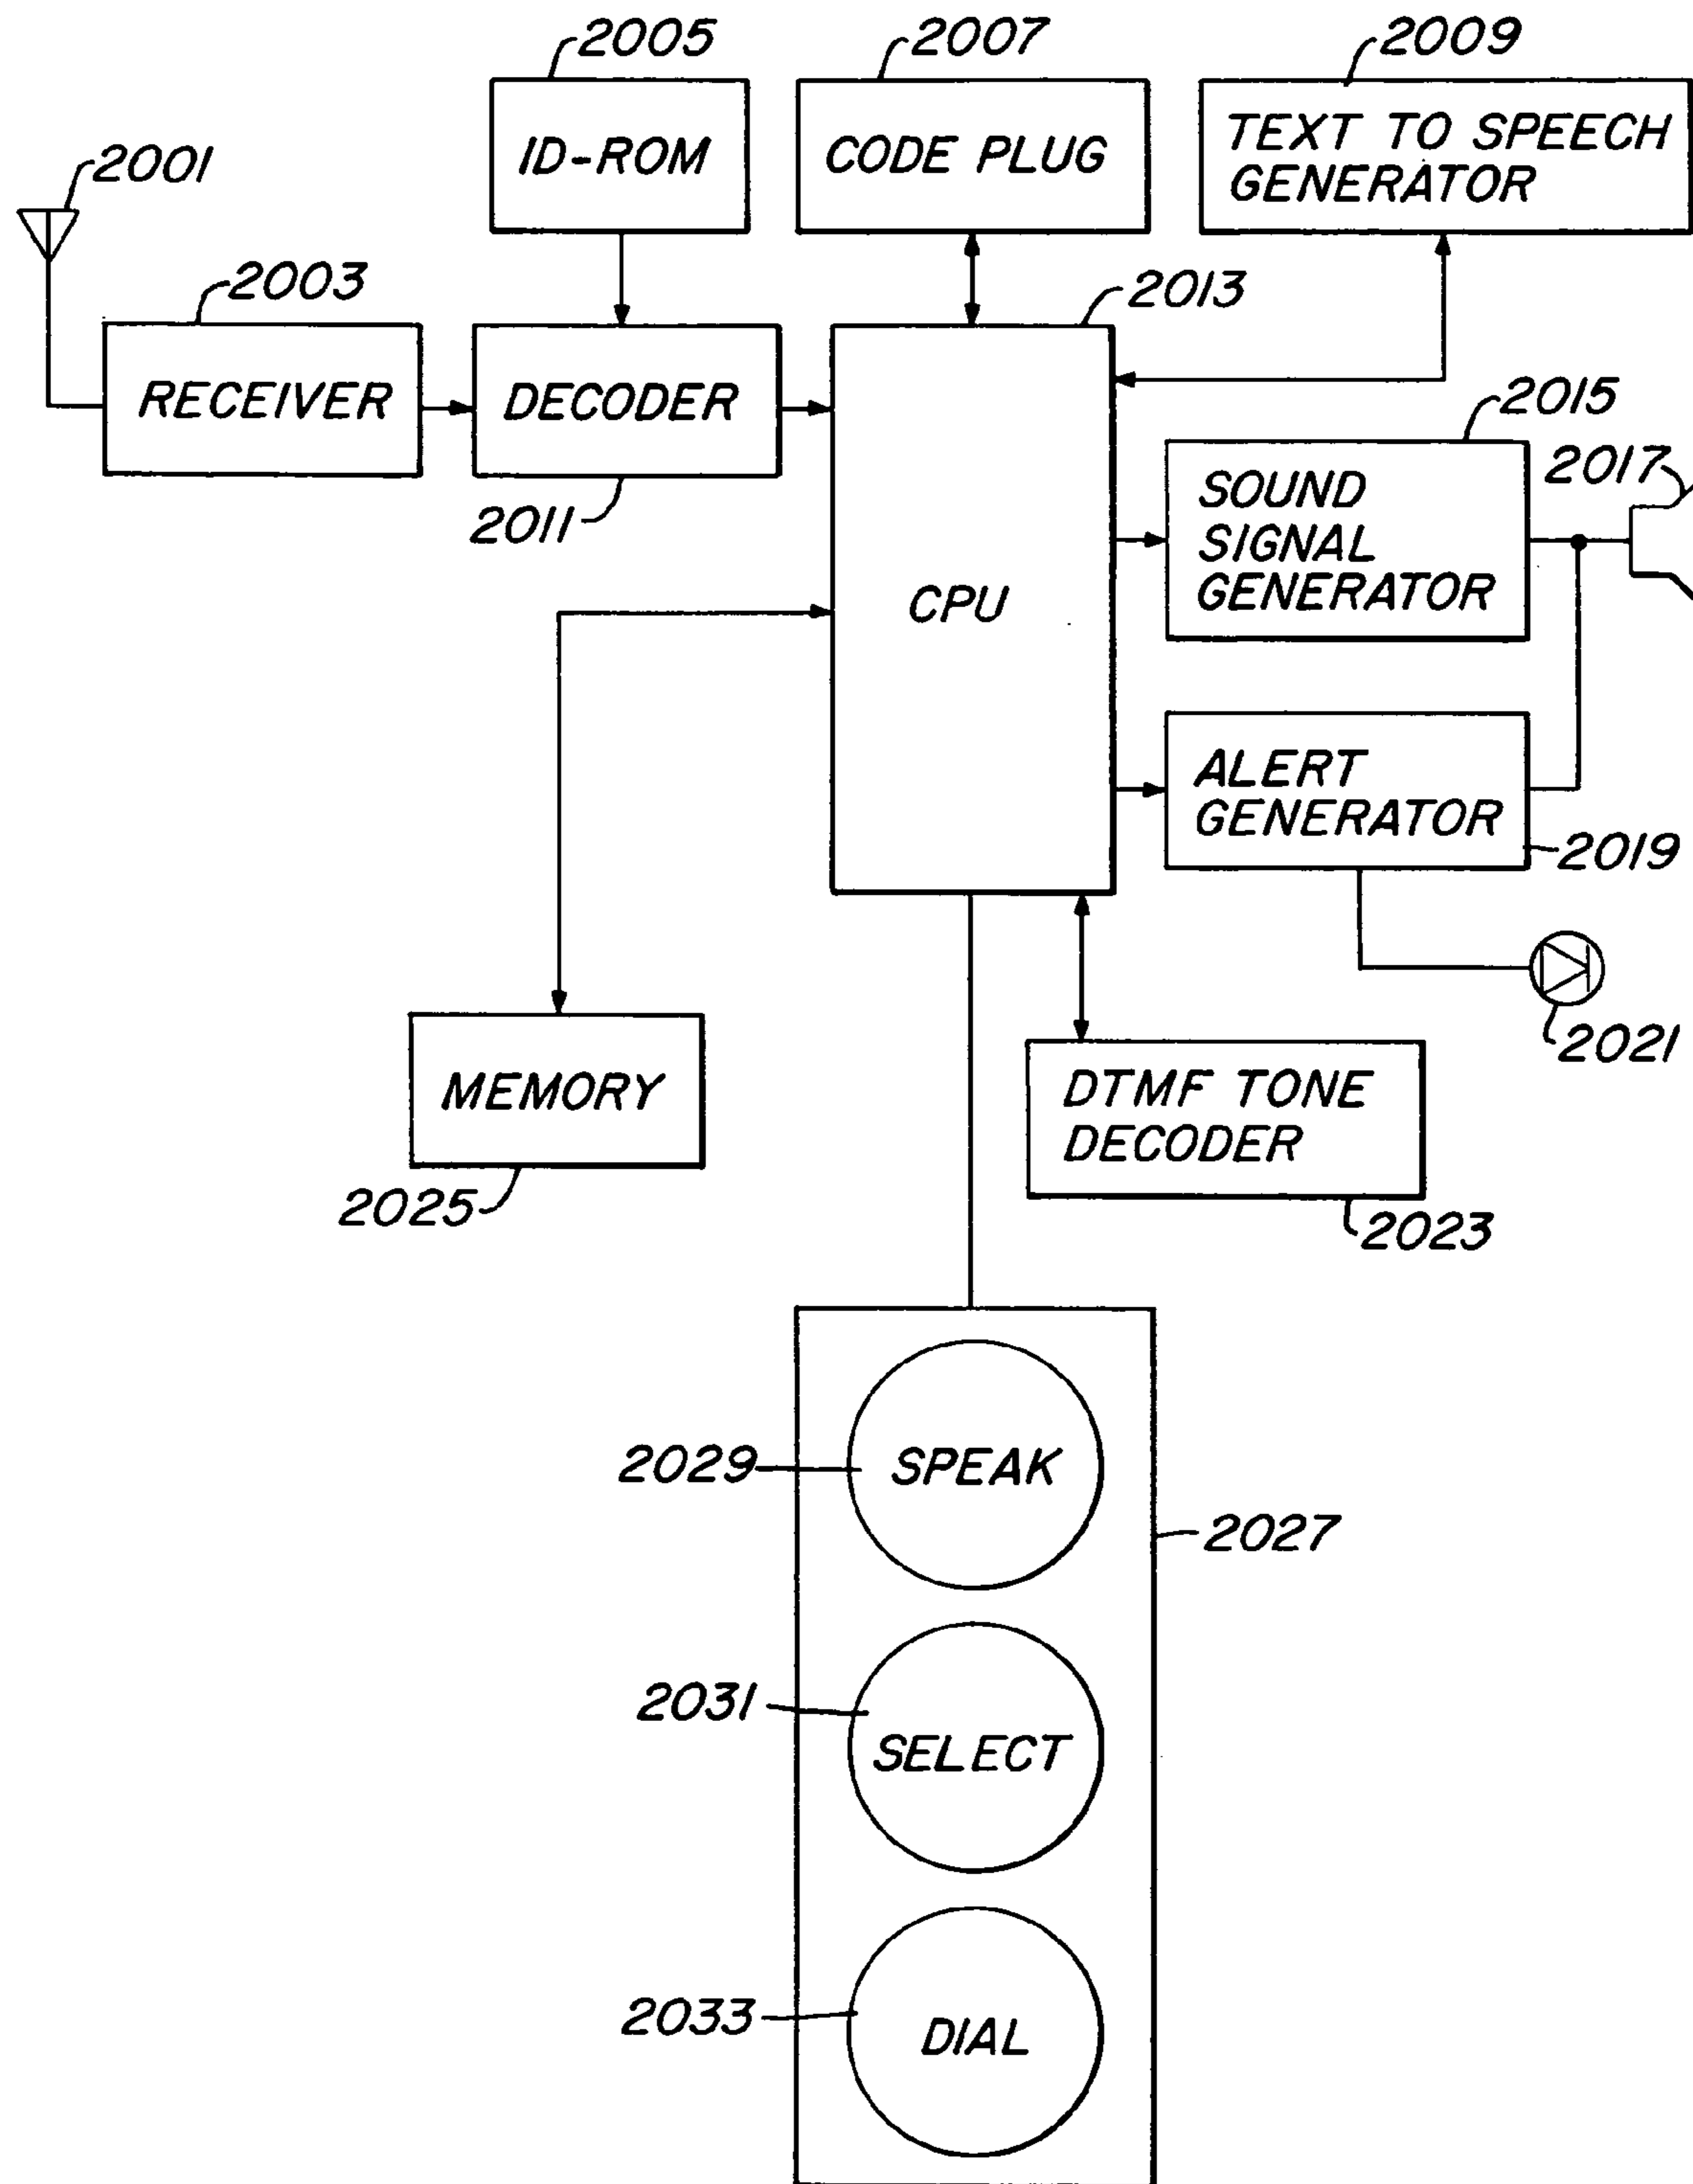 2005
2007
2009
2001
ID-ROM
CODE PLUG
TEXT TO SPEECH
GENERATOR
2003
2013
RECEIVER
DECODER
2015
2011
SOUND
SIGNAL
GENERATOR
2017
CPU
ALERT
GENERATOR
2019
2021
MEMORY
DTMF TONE
DECODER
2025
2023
2029
SPEAK
2027
2031
SELECT
2033
DIAL